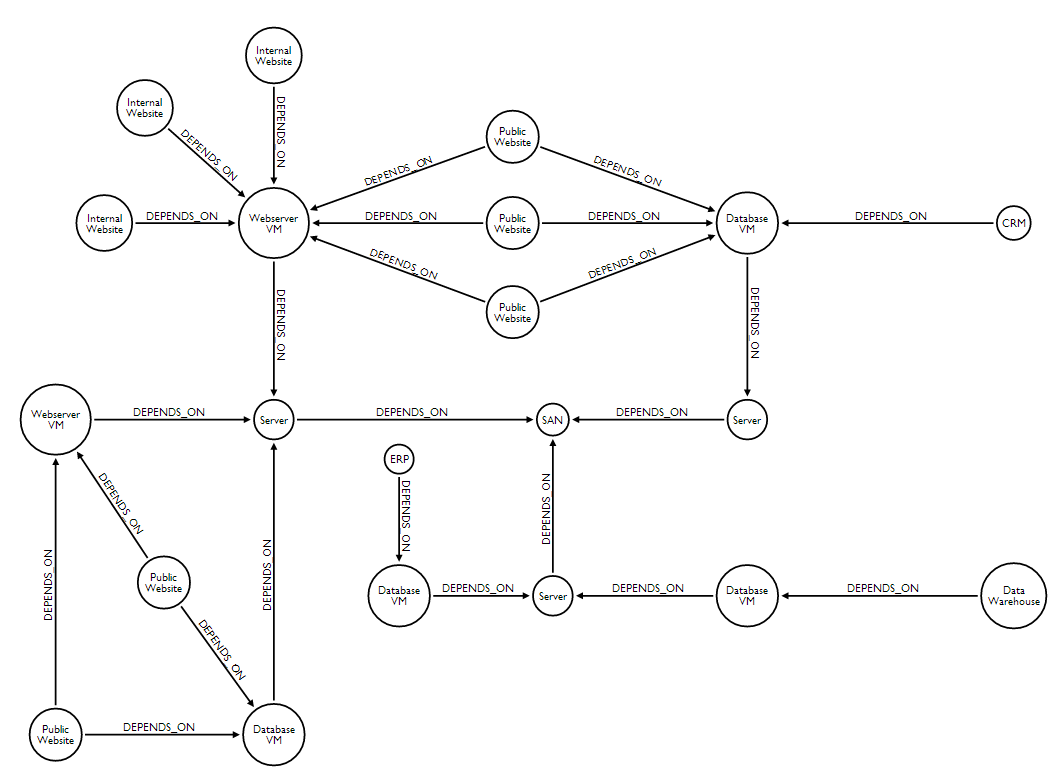 Internal
Website
Internal
Website
DEPENDS_ON
DEPENDS_ON
Public
Website
DEPENDS_ON
DEPENDS_ON
Internal
Website
DEPENDS_ON
Webserver
VM
DEPENDS_ON
Public
Website
DEPENDS_ON
Database
VM
DEPENDS_ON
CRM
DEPENDS_ON
DEPENDS_ON
Public
Website
DEPENDS_ON
DEPENDS_ON
Webserver
VM
DEPENDS_ON
Server
DEPENDS_ON
SAN
DEPENDS_ON
Server
ERP
DEPENDS_ON
DEPENDS_ON
DEPENDS_ON
DEPENDS_ON
DEPENDS_ON
Public
Website
Database
VM
DEPENDS_ON
Server
DEPENDS_ON
Database
VM
DEPENDS_ON
Data
Warehouse
DEPENDS_ON
DEPENDS_ON
Public
Website
DEPENDS_ON
Database
VM